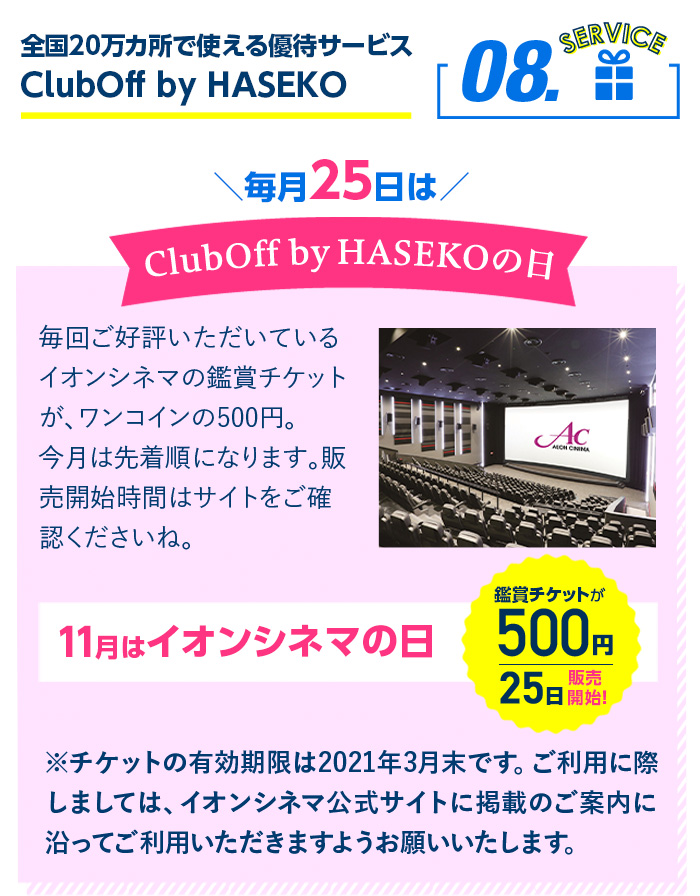 全国20万カ所で使える優待サービス
ClubOff by HASEKO
08.
SERVICE
毎月25日は
ClubOff by HASEKOの日
毎回ご好評いただいている
イオンシネマの鑑賞チケット
が、ワンコインの500円。
今月は先着順になります。販
売開始時間はサイトをご確
認くださいね。
AC
AEON CINEMA
11月はイオンシネマの日
鑑賞チケットが
500円
25日販売開始!
※チケットの有効期限は2021年3月末です。ご利用に際
しましては、イオンシネマ公式サイトに掲載のご案内に
沿ってご利用いただきますようお願いいたします。